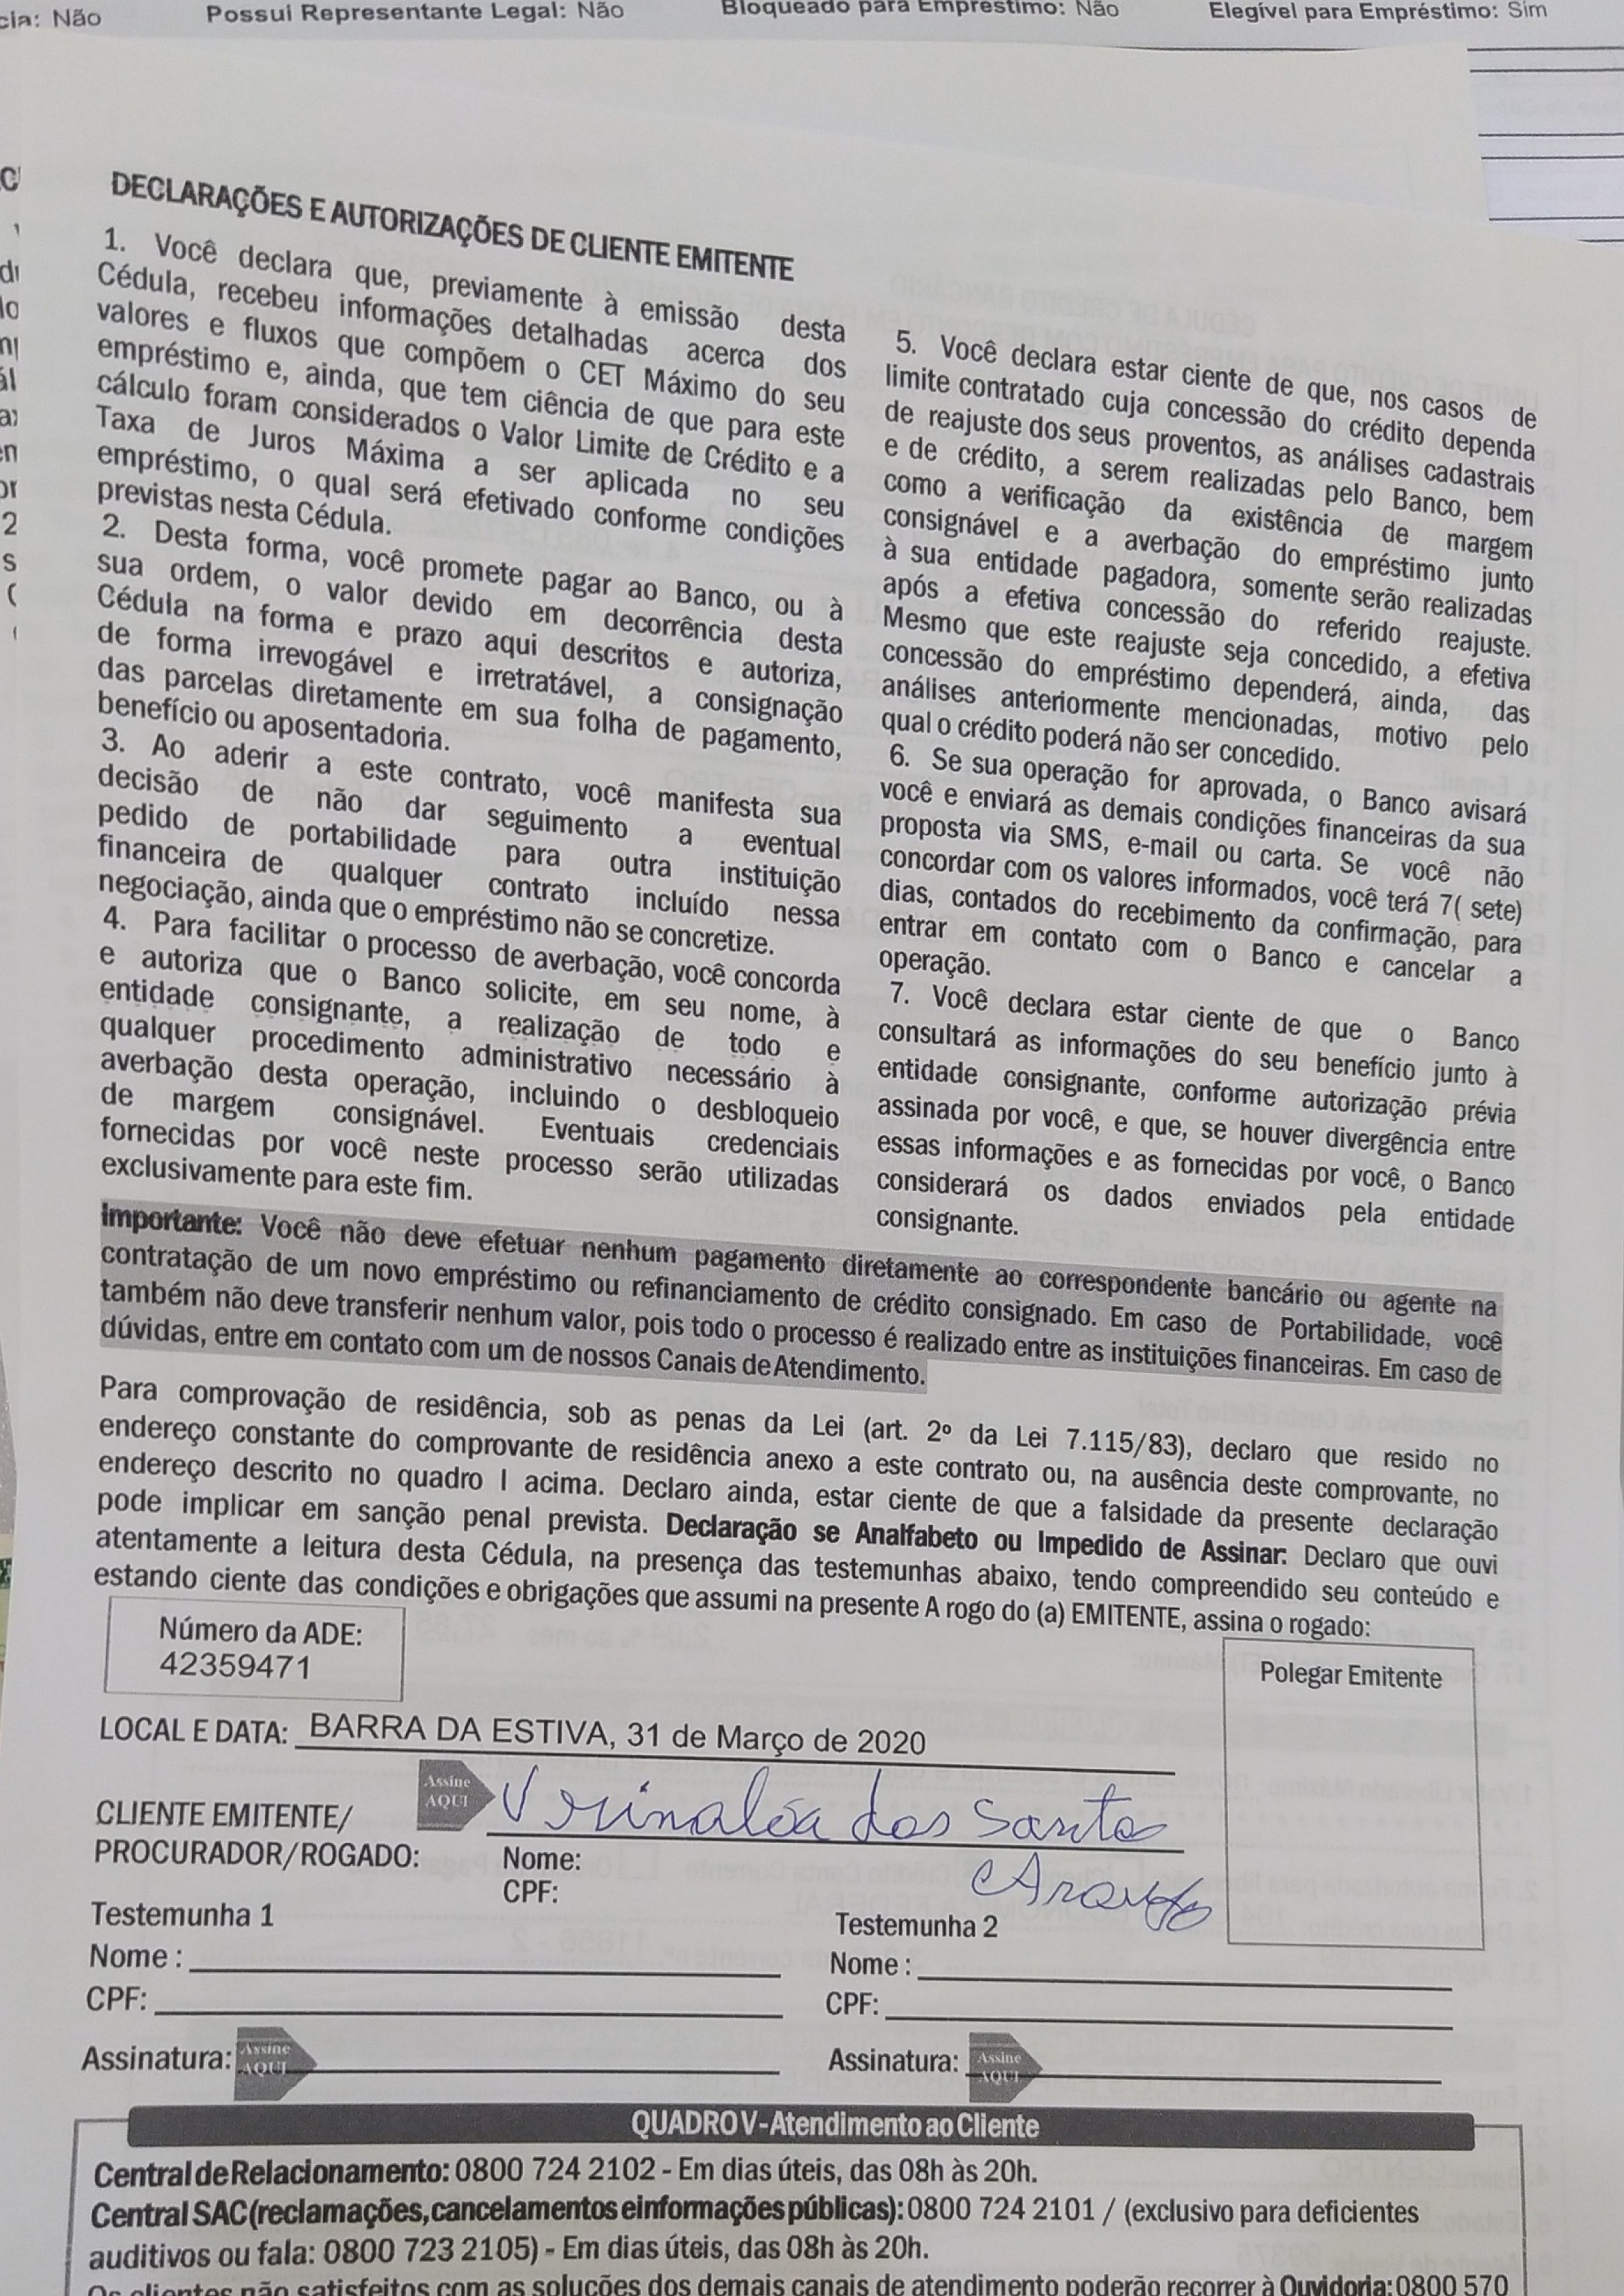 cia: Não Possui Representante Legal: Não Bloqueado para Empréstimo: Não Elegível para Empréstimo: Sim
DECLARAÇÕES E AUTORIZAÇÕES DE CLIENTE EMITENTE
1. Você declara que, previamente à emissão desta
Cédula, recebeu informações detalhadas acerca dos
valores e fluxos que compõem o CET Máximo do seu
empréstimo e, ainda, que tem ciência de que para este
cálculo foram considerados o Valor Limite de Crédito e a
Taxa de Juros Máxima a ser aplicada no seu
empréstimo, o qual será efetivado conforme condições
previstas nesta Cédula.
2. Desta forma, você promete pagar ao Banco, ou à
sua ordem, o valor devido em decorrência desta
Cédula na forma e prazo aqui descritos e autoriza,
de forma irrevogável e irretratável, a consignação
das parcelas diretamente em sua folha de pagamento,
benefício ou aposentadoria.
3. Ao aderir a este contrato, você manifesta sua
decisão de não dar seguimento a eventual
pedido de portabilidade para outra instituição
financeira de qualquer contrato incluído nessa
negociação, ainda que o empréstimo não se concretize.
4. Para facilitar o processo de averbação, você concorda
e autoriza que o Banco solicite, em seu nome, à
entidade consignante, a realização de todo e
qualquer procedimento administrativo necessário à
averbação desta operação, incluindo o desbloqueio
de margem consignável. Eventuais credenciais
fornecidas por você neste processo serão utilizadas
exclusivamente para este fim.
5. Você declara estar ciente de que, nos casos de
limite contratado cuja concessão do crédito dependa
de reajuste dos seus proventos, as análises cadastrais
e de crédito, a serem realizadas pelo Banco, bem
como a verificação da existência de margem
consignável e a averbação do empréstimo junto
à sua entidade pagadora, somente serão realizadas
após a efetiva concessão do referido reajuste.
Mesmo que este reajuste seja concedido, a efetiva
concessão do empréstimo dependerá, ainda, das
análises anteriormente mencionadas, motivo pelo
qual o crédito poderá não ser concedido.
6. Se sua operação for aprovada, o Banco avisará
você e enviará as demais condições financeiras da sua
proposta via SMS, e-mail ou carta. Se você não
concordar com os valores informados, você terá 7( sete)
dias, contados do recebimento da confirmação, para
entrar em contato com o Banco e cancelar a
operação.
7. Você declara estar ciente de que o Banco
consultará as informações do seu benefício junto à
entidade consignante, conforme autorização prévia
assinada por você, e que, se houver divergência entre
essas informações e as fornecidas por você, o Banco
considerará os dados enviados pela entidade
consignante.
Importante: Você não deve efetuar nenhum pagamento diretamente ao correspondente bancário ou agente na
contratação de um novo empréstimo ou refinanciamento de crédito consignado. Em caso de Portabilidade, você
também não deve transferir nenhum valor, pois todo o processo é realizado entre as instituições financeiras. Em caso de
dúvidas, entre em contato com um de nossos Canais de Atendimento.
Para comprovação de residência, sob as penas da Lei (art. 2º da Lei 7.115/83), declaro que resido no
endereço constante do comprovante de residência anexo a este contrato ou, na ausência deste comprovante, no
endereço descrito no quadro I acima. Declaro ainda, estar ciente de que a falsidade da presente declaração
pode implicar em sanção penal prevista. Declaração se Analfabeto ou Impedido de Assinar: Declaro que ouvi
atentamente a leitura desta Cédula, na presença das testemunhas abaixo, tendo compreendido seu conteúdo e
estando ciente das condições e obrigações que assumi na presente A rogo do (a) EMITENTE, assina o rogado:
Número da ADE:
42359471
Polegar Emitente
LOCAL E DATA: BARRA DA ESTIVA, 31 de Março de 2020
Assine
AQUI
dos Santos
CLIENTE EMITENTE/
PROCURADOR/ROGADO:
Nome:
CPF:
Araujo
Testemunha 1 Testemunha 2
Nome : Nome :
CPF: CPF:
Assinatura: Assine AQUI Assinatura: Assine AQUI
QUADRO V - Atendimento ao Cliente
Central de Relacionamento: 0800 724 2102 - Em dias úteis, das 08h às 20h.
Central SAC (reclamações, cancelamentos e informações públicas): 0800 724 2101 / (exclusivo para deficientes
auditivos ou fala: 0800 723 2105) - Em dias úteis, das 08h às 20h.
Os clientes não satisfeitos com as soluções dos demais canais de atendimento poderão recorrer à Ouvidoria: 0800 570